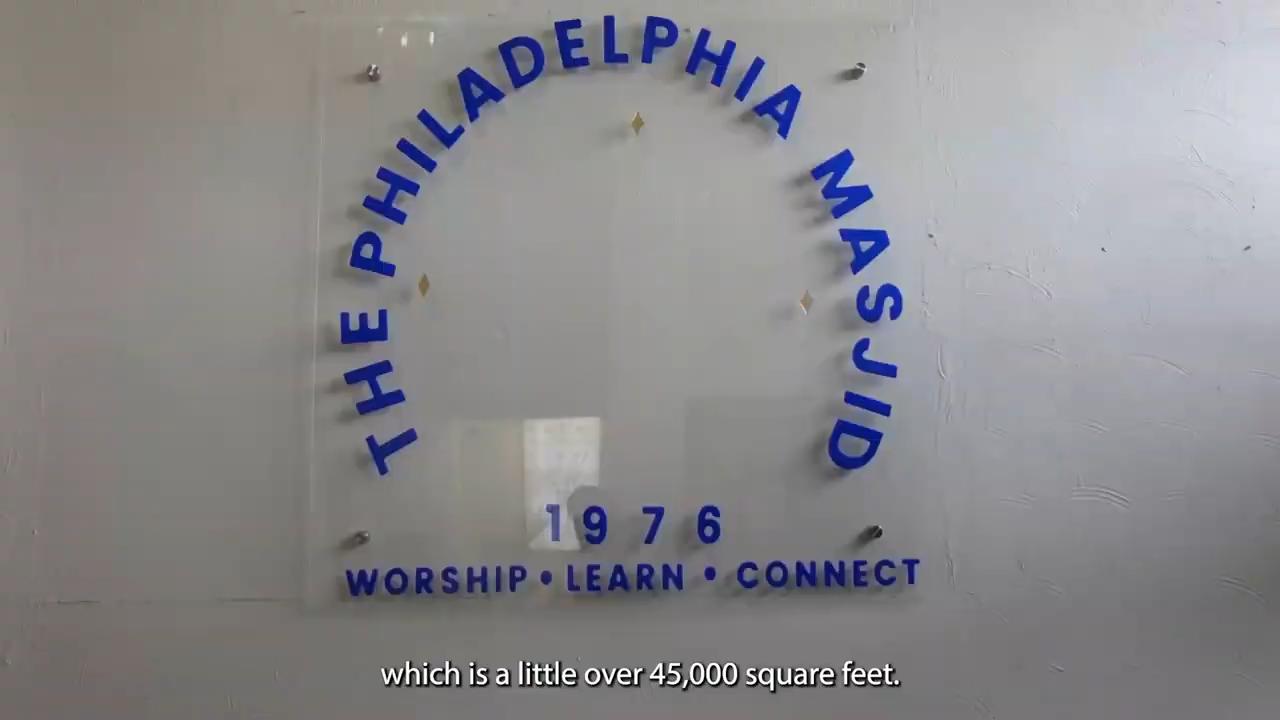 THE PHILADELPHIA MASJID
1976
WORSHIP • LEARN • CONNECT
which is a little over 45,000 square feet.